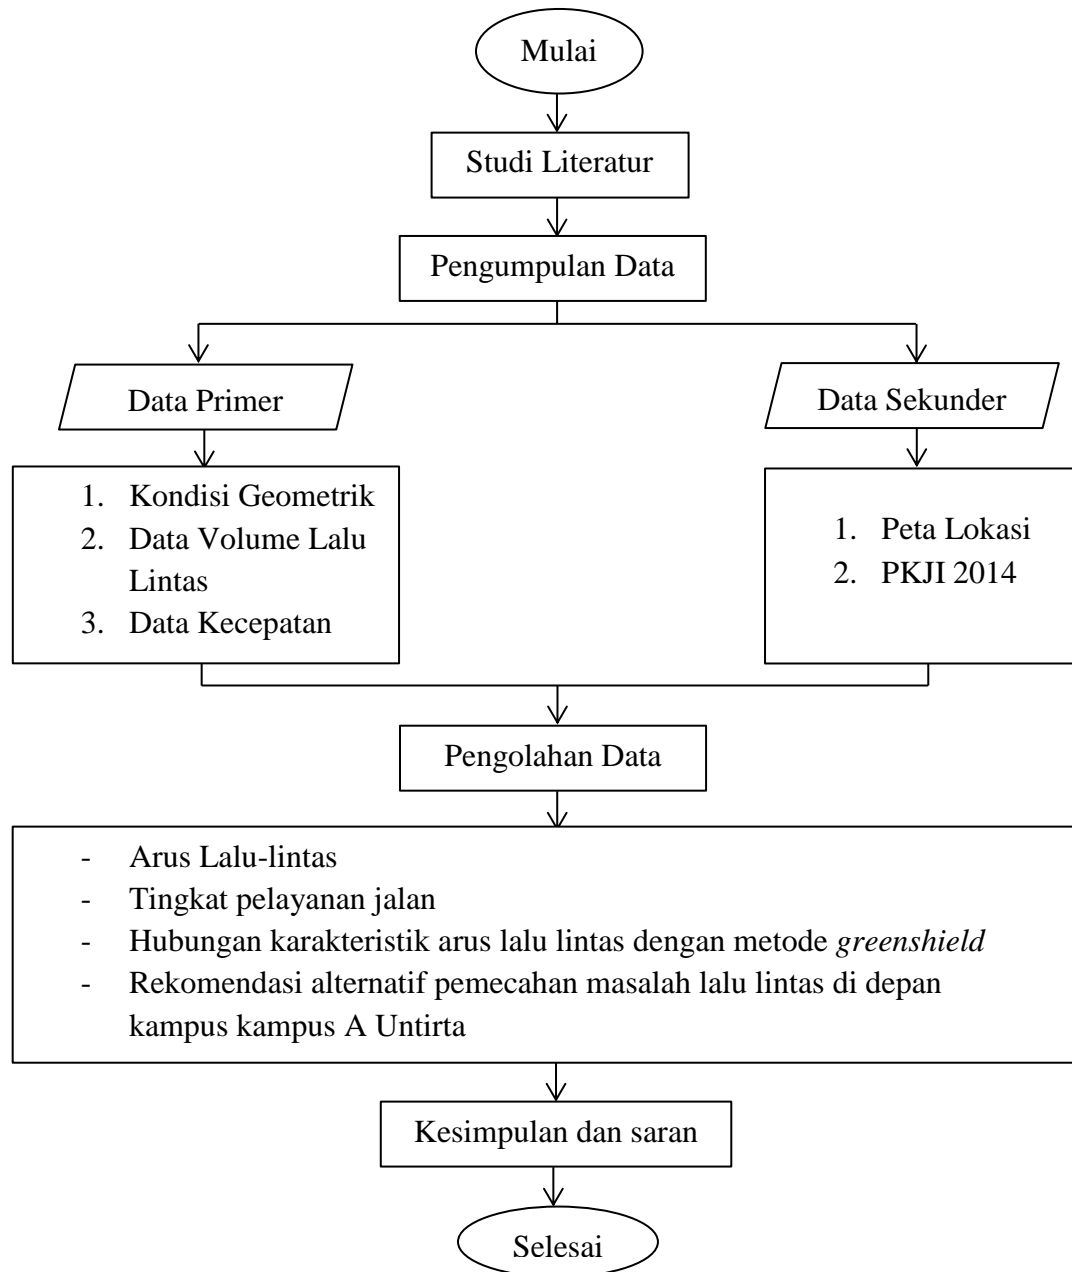 Mulai
Studi Literatur
Pengumpulan Data
Data Primer
Data Sekunder
1. Kondisi Geometrik
2. Data Volume Lalu
Lintas
3. Data Kecepatan
1. Peta Lokasi
2. PKJI 2014
Pengolahan Data
- Arus Lalu-lintas
- Tingkat pelayanan jalan
- Hubungan karakteristik arus lalu lintas dengan metode greenshield
- Rekomendasi alternatif pemecahan masalah lalu lintas di depan
kampus kampus A Untirta
Kesimpulan dan saran
Selesai